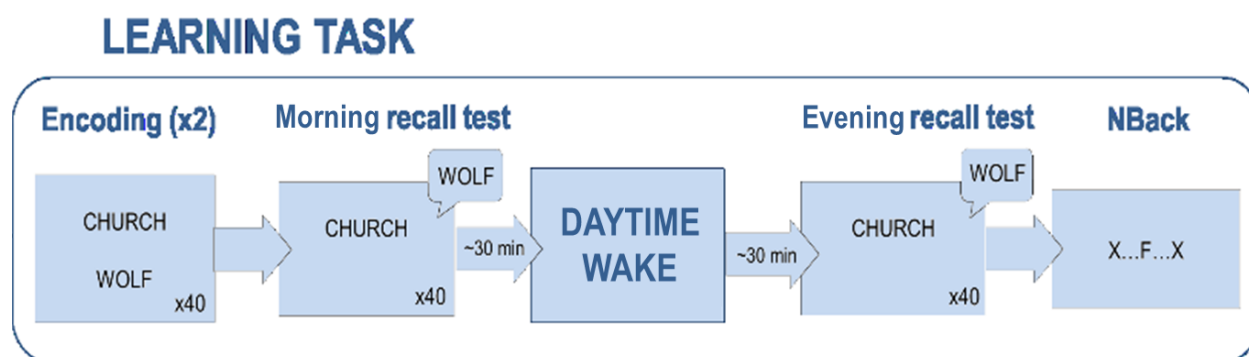 LEARNING TASK
Encoding (x2)
CHURCH
WOLF
x40
Morning recall test
WOLF
CHURCH
x40
~30 min
DAYTIME
WAKE
~30 min
Evening recall test
WOLF
CHURCH
x40
NBack
X...F...X